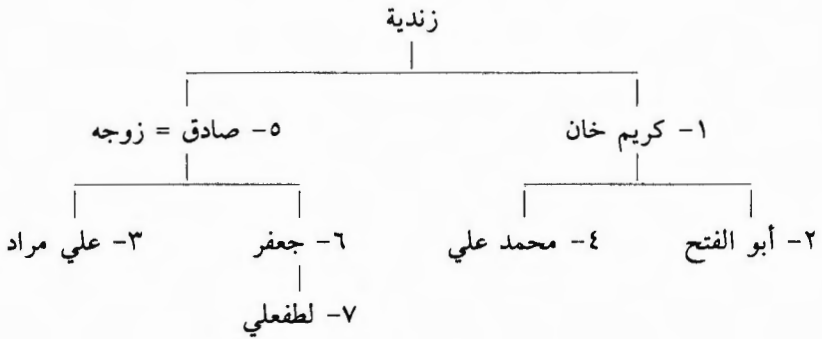 زندية
١- كريم خان
٥- صادق = زوجه
٢- أبو الفتح
٤- محمد علي
٦- جعفر
٣- علي مراد
٧- لطفعلي